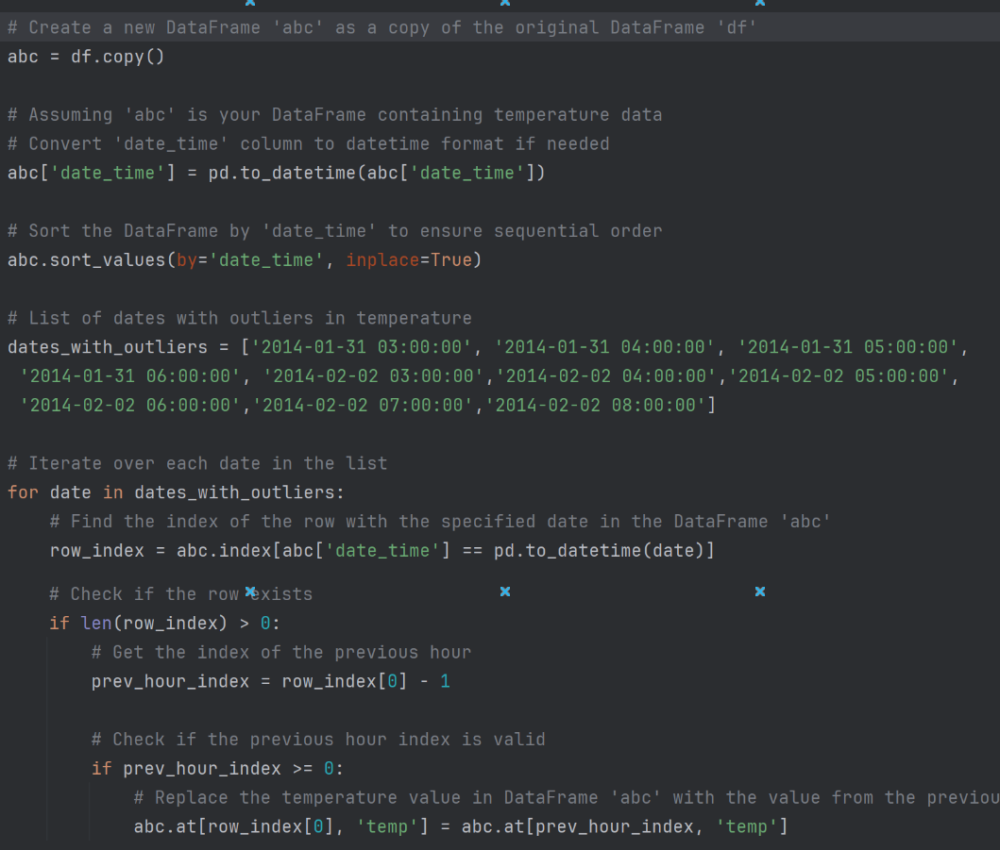 # Create a new DataFrame 'abc' as a copy of the original DataFrame 'df'
abc = df.copy()
# Assuming 'abc' is your DataFrame containing temperature data
# Convert 'date_time' column to datetime format if needed
abc['date_time'] = pd.to_datetime(abc['date_time'])
# Sort the DataFrame by 'date_time' to ensure sequential order
abc.sort_values(by='date_time', inplace=True)
# List of dates with outliers in temperature
dates_with_outliers = ['2014-01-31 03:00:00', '2014-01-31 04:00:00', '2014-01-31 05:00:00',
'2014-01-31 06:00:00', '2014-02-02 03:00:00','2014-02-02 04:00:00','2014-02-02 05:00:00',
'2014-02-02 06:00:00','2014-02-02 07:00:00','2014-02-02 08:00:00']
# Iterate over each date in the list
for date in dates_with_outliers:
    # Find the index of the row with the specified date in the DataFrame 'abc'
    row_index = abc.index[abc['date_time'] == pd.to_datetime(date)]
    # Check if the row exists
    if len(row_index) > 0:
        # Get the index of the previous hour
        prev_hour_index = row_index[0] - 1
        # Check if the previous hour index is valid
        if prev_hour_index >= 0:
            # Replace the temperature value in DataFrame 'abc' with the value from the previou
            abc.at[row_index[0], 'temp'] = abc.at[prev_hour_index, 'temp']